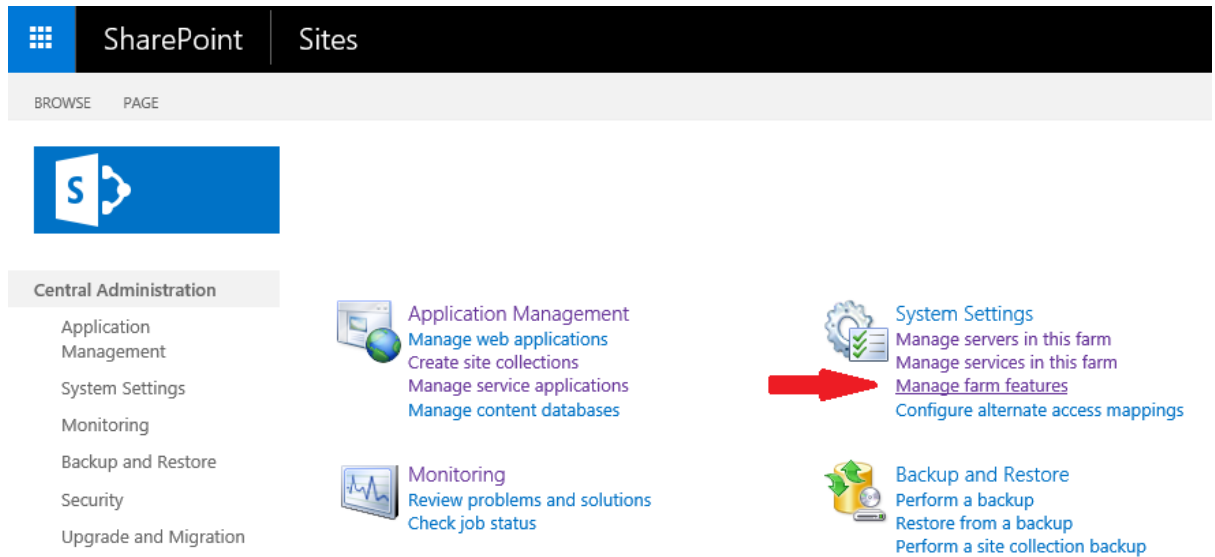 SharePoint Sites
BROWSE PAGE
S
Central Administration
Application
Management
System Settings
Monitoring
Backup and Restore
Security
Upgrade and Migration
Application Management
Manage web applications
Create site collections
Manage service applications
Manage content databases
System Settings
Manage servers in this farm
Manage services in this farm
Manage farm features
Configure alternate access mappings
Monitoring
Review problems and solutions
Check job status
Backup and Restore
Perform a backup
Restore from a backup
Perform a site collection backup